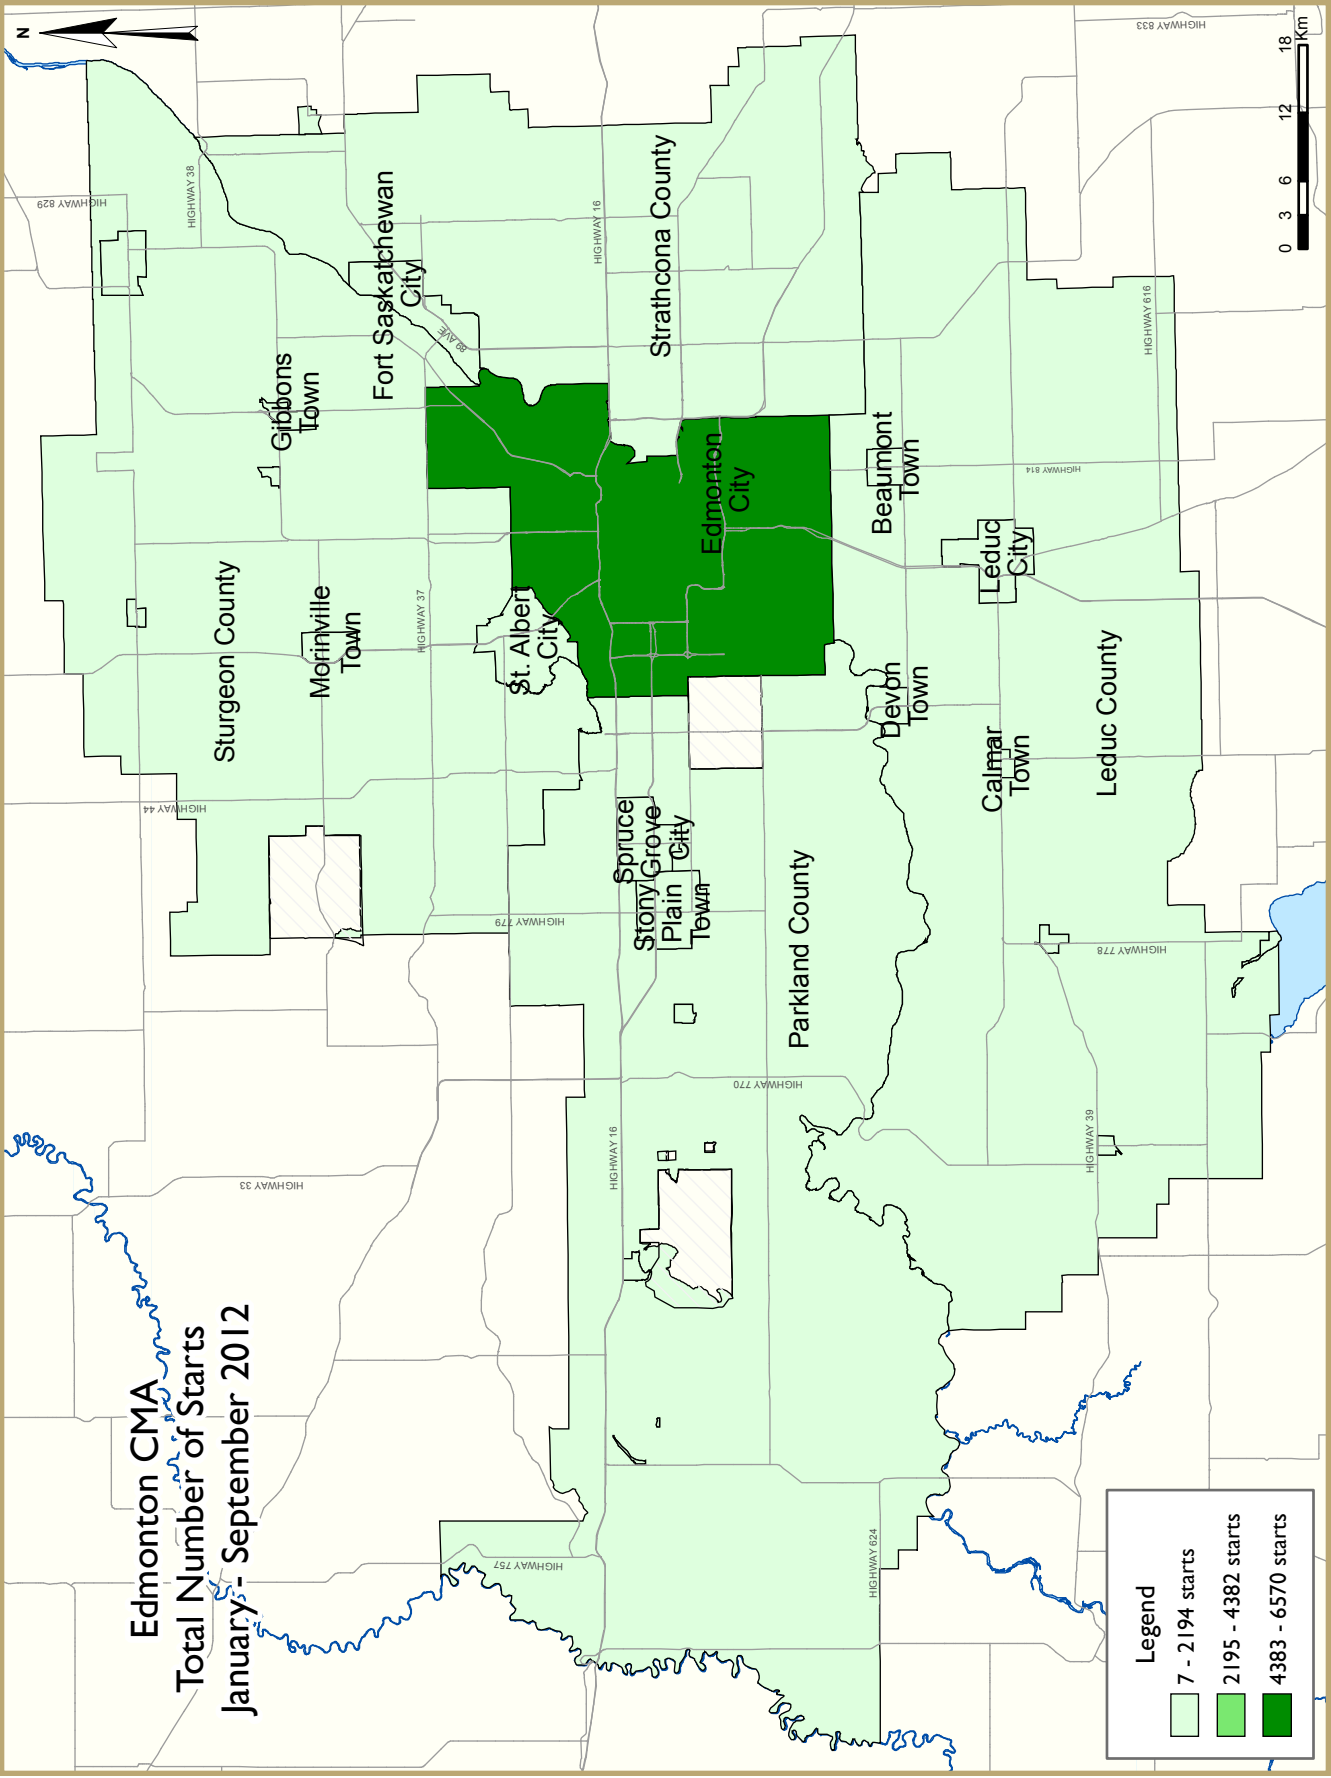 Edmonton CMA
Total Number of Starts
January - September 2012
N
HIGHWAY 829
HIGHWAY 38
HIGHWAY 833
HIGHWAY 44
Sturgeon County
Gibbons
Town
Morinville
Town
Fort Saskatchewan
City
89 AVE
HIGHWAY 37
St. Albert
City
HIGHWAY 33
HIGHWAY 779
HIGHWAY 757
HIGHWAY 16
HIGHWAY 16
Strathcona County
Edmonton
City
Spruce
Grove
City
Stony
Plain
Town
HIGHWAY 770
Parkland County
HIGHWAY 624
Beaumont
Town
Devon
Town
Leduc
City
Calmar
Town
HIGHWAY 814
HIGHWAY 39
HIGHWAY 778
Leduc County
HIGHWAY 616
Legend
7 - 2194 starts
2195 - 4382 starts
4383 - 6570 starts
0 3 6 12 18
Km